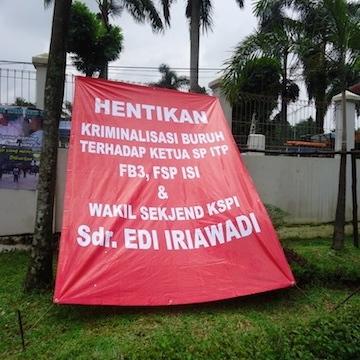 HENTIKAN
KRIMINALISASI BURUH
TERHADAP KETUA SP ITP
FB3, FSP ISI
&
WAKIL SEKJEND KSPI
Sdr. EDI IRIAWADI